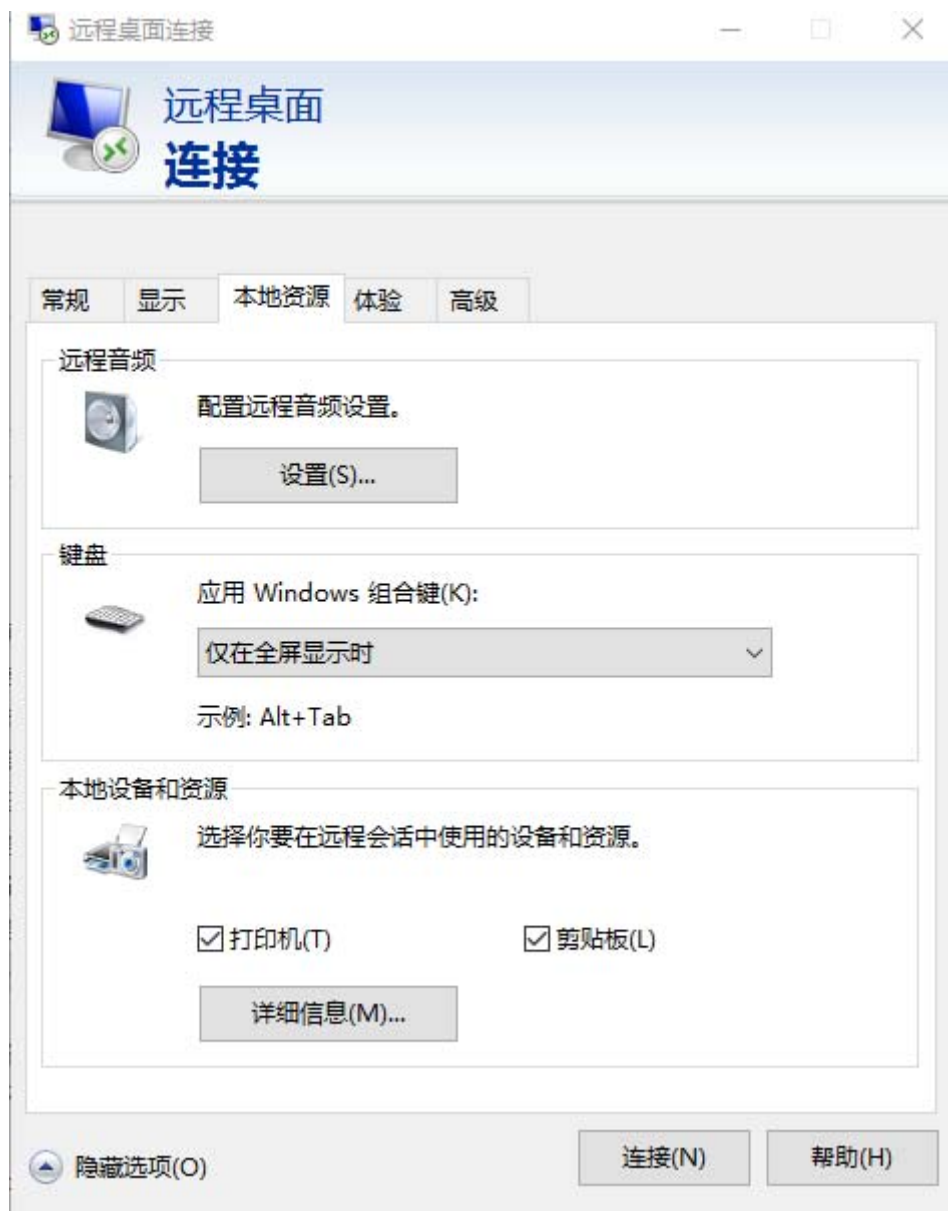 远程桌面连接
远程桌面
连接
常规 显示 本地资源 体验 高级
远程音频
配置远程音频设置。
设置(S)...
键盘
应用 Windows 组合键(K):
仅在全屏显示时
示例: Alt+Tab
本地设备和资源
选择你要在远程会话中使用的设备和资源。
打印机(T) 剪贴板(L)
详细信息(M)...
隐藏选项(O) 连接(N) 帮助(H)